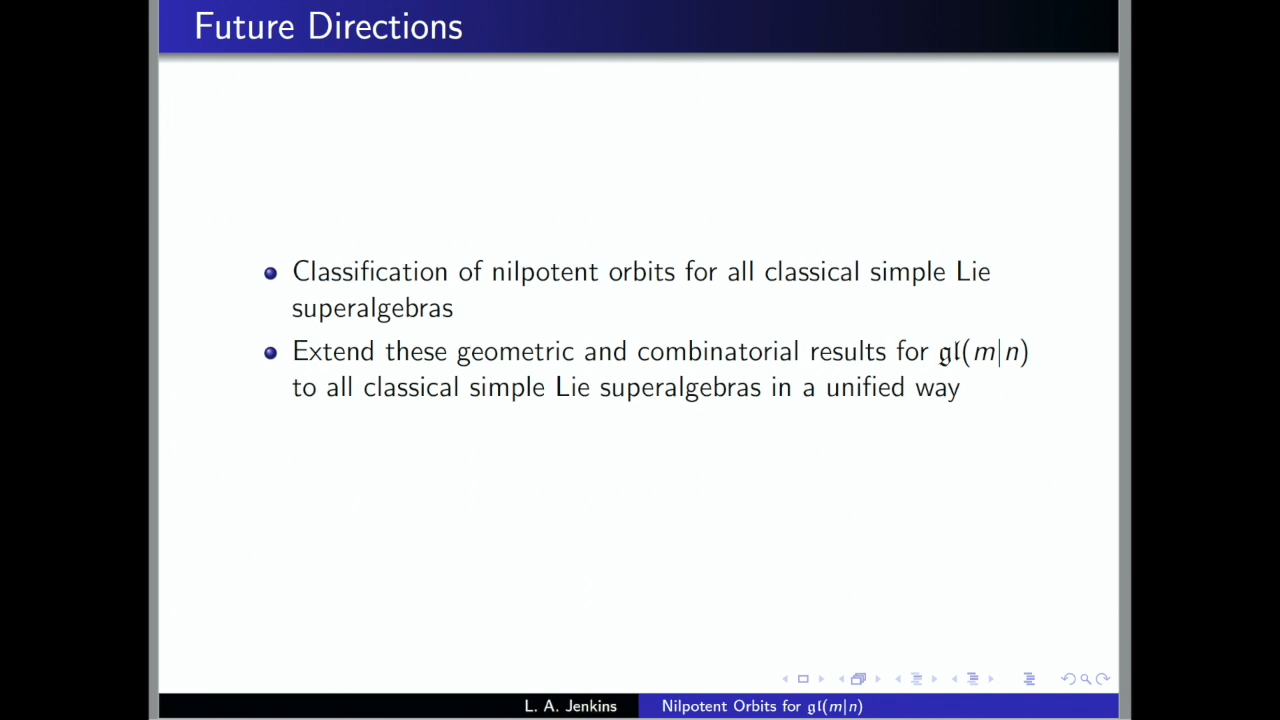 Future Directions
Classification of nilpotent orbits for all classical simple Lie
superalgebras
Extend these geometric and combinatorial results for 𝔤𝔩(m|n)
to all classical simple Lie superalgebras in a unified way
L. A. Jenkins
Nilpotent Orbits for 𝔤𝔩(m|n)